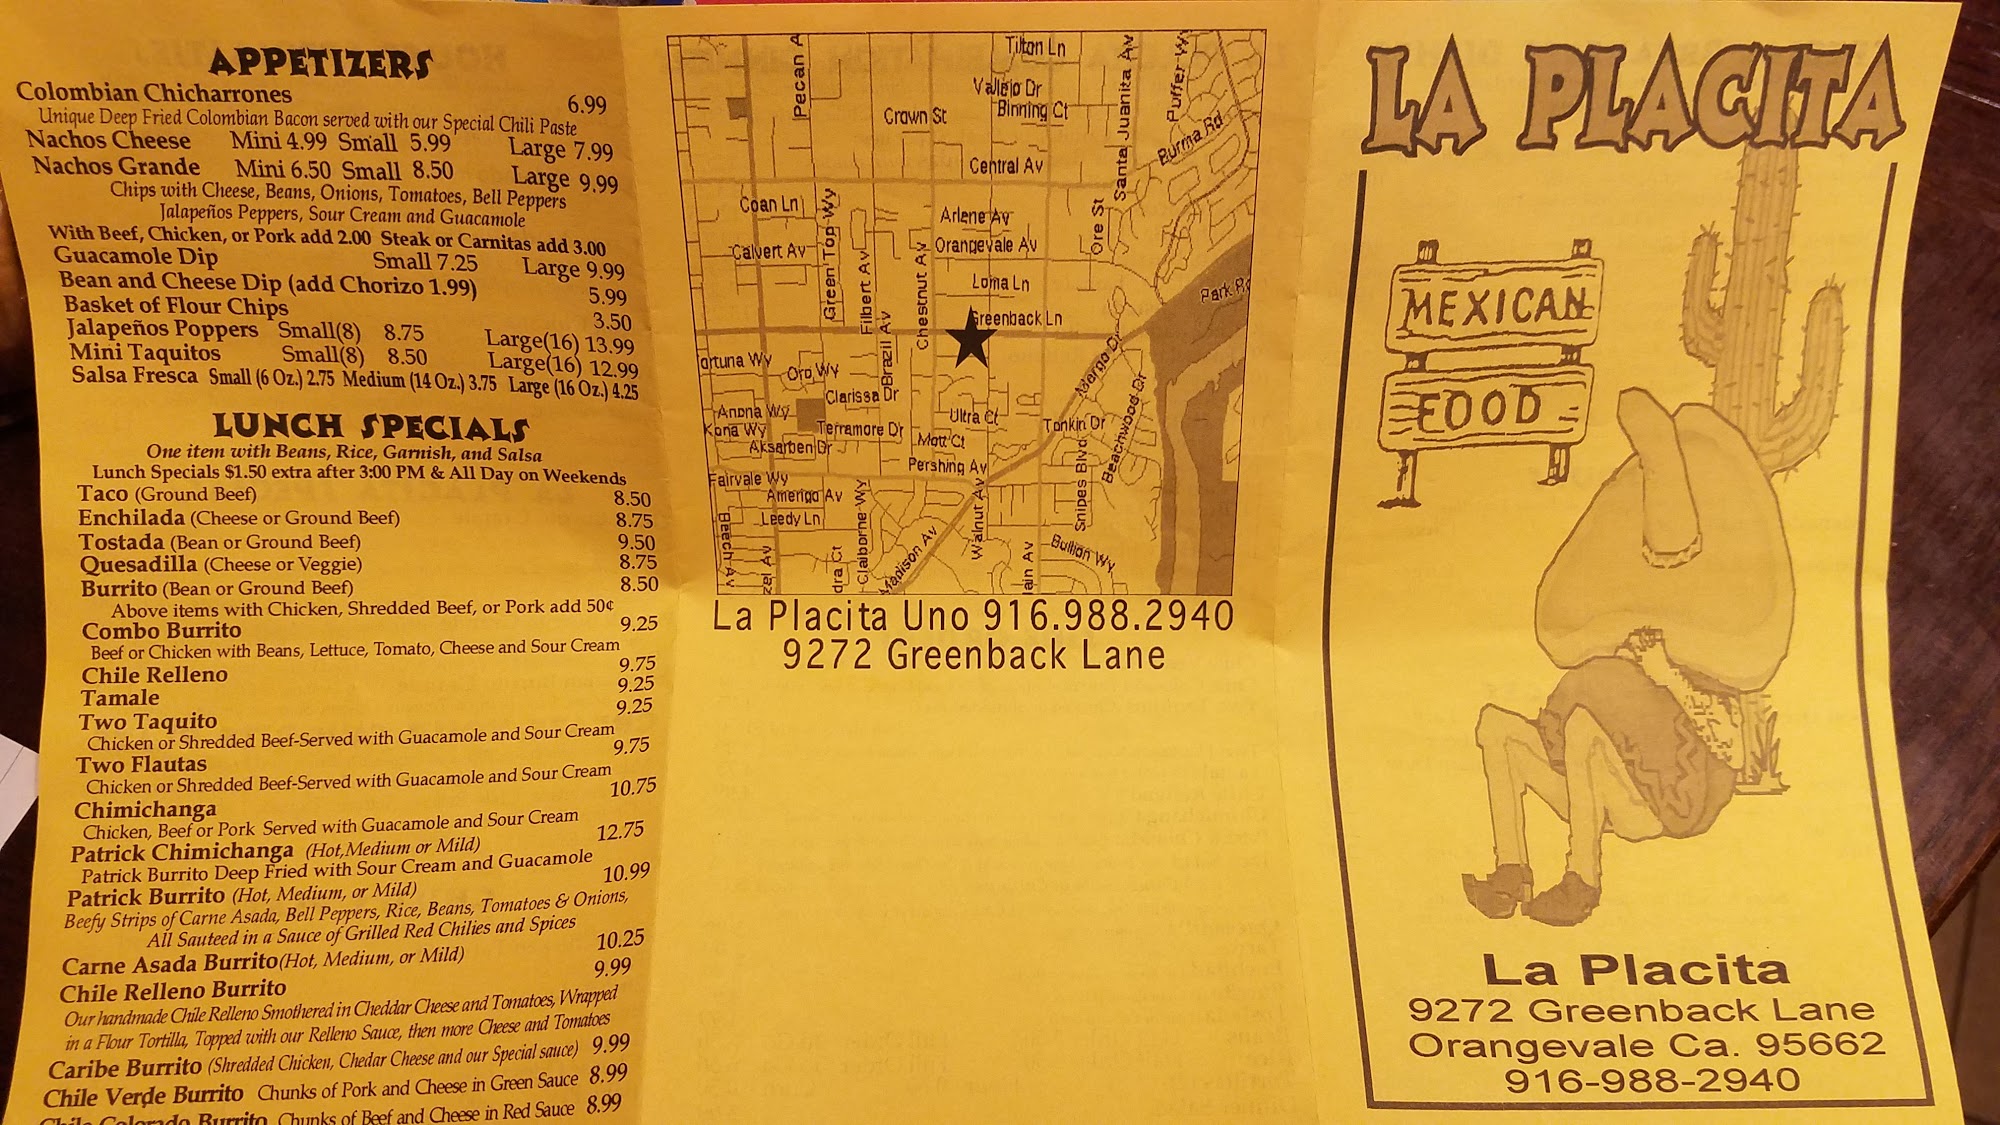 APPETIZERS
Colombian Chicharrones 6.99
Unique Deep Fried Colombian Bacon served with our Special Chili Paste
Nachos Cheese Mini 4.99 Small 5.99 Large 7.99
Nachos Grande Mini 6.50 Small 8.50 Large 9.99
Chips with Cheese, Beans, Onions, Tomatoes, Bell Peppers
Jalapeños Peppers, Sour Cream and Guacamole
With Beef, Chicken, or Pork add 2.00 Steak or Carnitas add 3.00
Guacamole Dip Small 7.25 Large 9.99
Bean and Cheese Dip (add Chorizo 1.99) 5.99
Basket of Flour Chips 3.50
Jalapeños Poppers Small(8) 8.75 Large(16) 13.99
Mini Taquitos Small(8) 8.50 Large(16) 12.99
Salsa Fresca Small (6 Oz.) 2.75 Medium (14 Oz.) 3.75 Large (16 Oz.) 4.25
LUNCH SPECIALS
One item with Beans, Rice, Garnish, and Salsa
Lunch Specials $1.50 extra after 3:00 PM & All Day on Weekends
Taco (Ground Beef) 8.50
Enchilada (Cheese or Ground Beef) 8.75
Tostada (Bean or Ground Beef) 9.50
Quesadilla (Cheese or Veggie) 8.75
Burrito (Bean or Ground Beef) 8.50
Above items with Chicken, Shredded Beef, or Pork add 50¢
Combo Burrito 9.25
Beef or Chicken with Beans, Lettuce, Tomato, Cheese and Sour Cream
Chile Relleno 9.75
Tamale 9.25
Two Taquito 9.25
Chicken or Shredded Beef-Served with Guacamole and Sour Cream
Two Flautas 9.75
Chicken or Shredded Beef-Served with Guacamole and Sour Cream
Chimichanga 10.75
Chicken, Beef or Pork Served with Guacamole and Sour Cream
Patrick Chimichanga (Hot,Medium or Mild) 12.75
Patrick Burrito Deep Fried with Sour Cream and Guacamole
Patrick Burrito (Hot, Medium, or Mild) 10.99
Beefy Strips of Carne Asada, Bell Peppers, Rice, Beans, Tomatoes & Onions,
All Sauteed in a Sauce of Grilled Red Chilies and Spices
Carne Asada Burrito(Hot, Medium, or Mild) 10.25
Chile Relleno Burrito 9.99
Our handmade Chile Relleno Smothered in Cheddar Cheese and Tomatoes, Wrapped
in a Flour Tortilla, Topped with our Relleno Sauce, then more Cheese and Tomatoes
Caribe Burrito (Shredded Chicken, Chedar Cheese and our Special sauce) 9.99
Chile Verde Burrito Chunks of Pork and Cheese in Green Sauce 8.99
Chile Colorado Burrito Chunks of Beef and Cheese in Red Sauce 8.99
Tilton Ln
Pecan A
Vallejo Dr
Binning Ct
Crown St
Santa Juanita Av
Puffer Wy
Burma Rd
Central Av
Coan Ln
Green Top Wy
Arlene Av
Ore St
Calvert Av
Orangevale Av
Filbert Av
Chestnut Av
Loma Ln
Park Rd
Greenback Ln
Brazil Av
ortuna Wy
Oro Wy
Clarissa Dr
Anona Wy
Kona Wy
Terramore Dr
Aksarben Dr
Ultra Ct
Mott Ct
Tonkin Dr
Beachwood Dr
Pershing Av
Fairvale Wy
Amerigo Av
Snipes Blvd
Leedy Ln
Claiborne Wy
Madison Av
Walnut Av
Bullion Wy
Beech Av
zel Av
dra Ct
ain Av
La Placita Uno 916.988.2940
9272 Greenback Lane
LA PLACITA
MEXICAN
FOOD
La Placita
9272 Greenback Lane
Orangevale Ca. 95662
916-988-2940